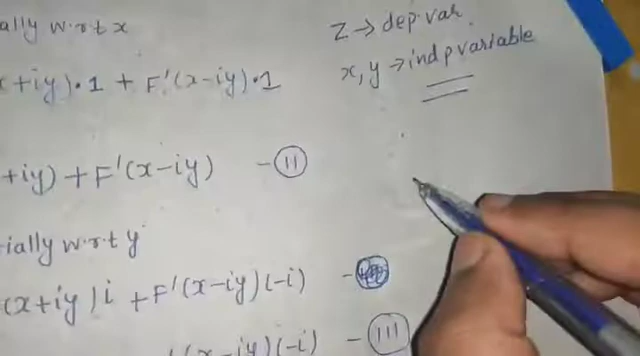 ially w.r.t x
z → dep var.
x, y → indp variable
x+iy)·1 + F'(x-iy)·1
+iy) + F'(x-iy) - (II)
ially w.r.t y
(x+iy)i + F'(x-iy)(-i) -
'(x-iy)(-i) - (III)